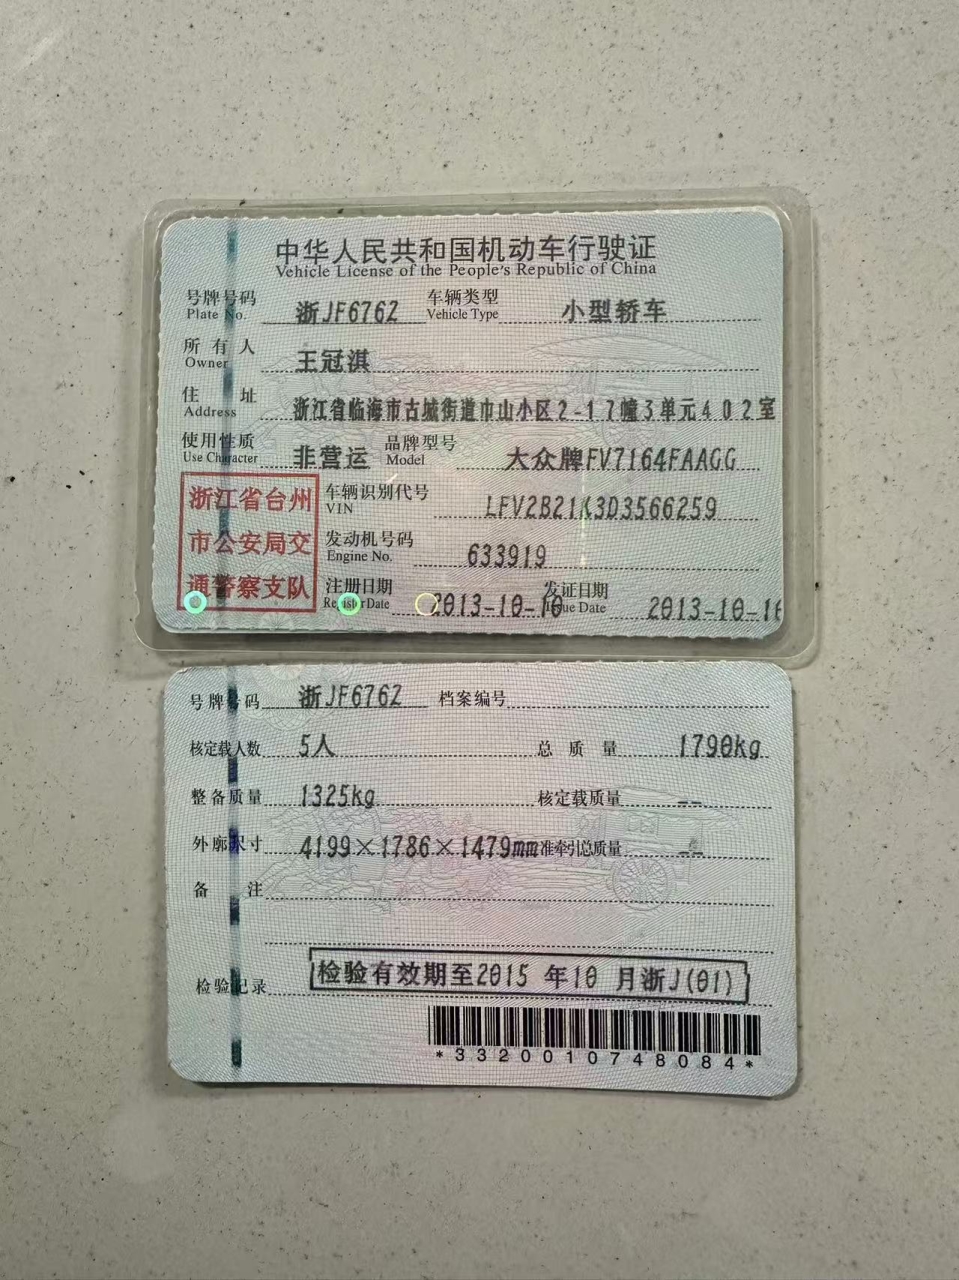 中华人民共和国机动车行驶证
Vehicle License of the People's Republic of China
号牌号码 浙JF6762 车辆类型 小型轿车
Plate No. Vehicle Type
所有人 王冠淇
Owner
住址 浙江省临海市古城街道巾山小区2-17幢3单元402室
Address
使用性质 非营运 品牌型号 大众牌FV7164FAAGG
Use Character Model
浙江省台州
市公安局交
通警察支队
车辆识别代号 LFV2B21K3D3566259
VIN
发动机号码 633919
Engine No.
注册日期 2013-10-16 发证日期 2013-10-16
Register Date Issue Date
号牌号码 浙JF6762 档案编号
核定载人数 5人 总质量 1790kg
整备质量 1325kg 核定载质量 --
外廓尺寸 4199×1786×1479mm 准牵引总质量 --
备注
检验记录 检验有效期至2015 年10 月浙J(01)
*3320010748084*